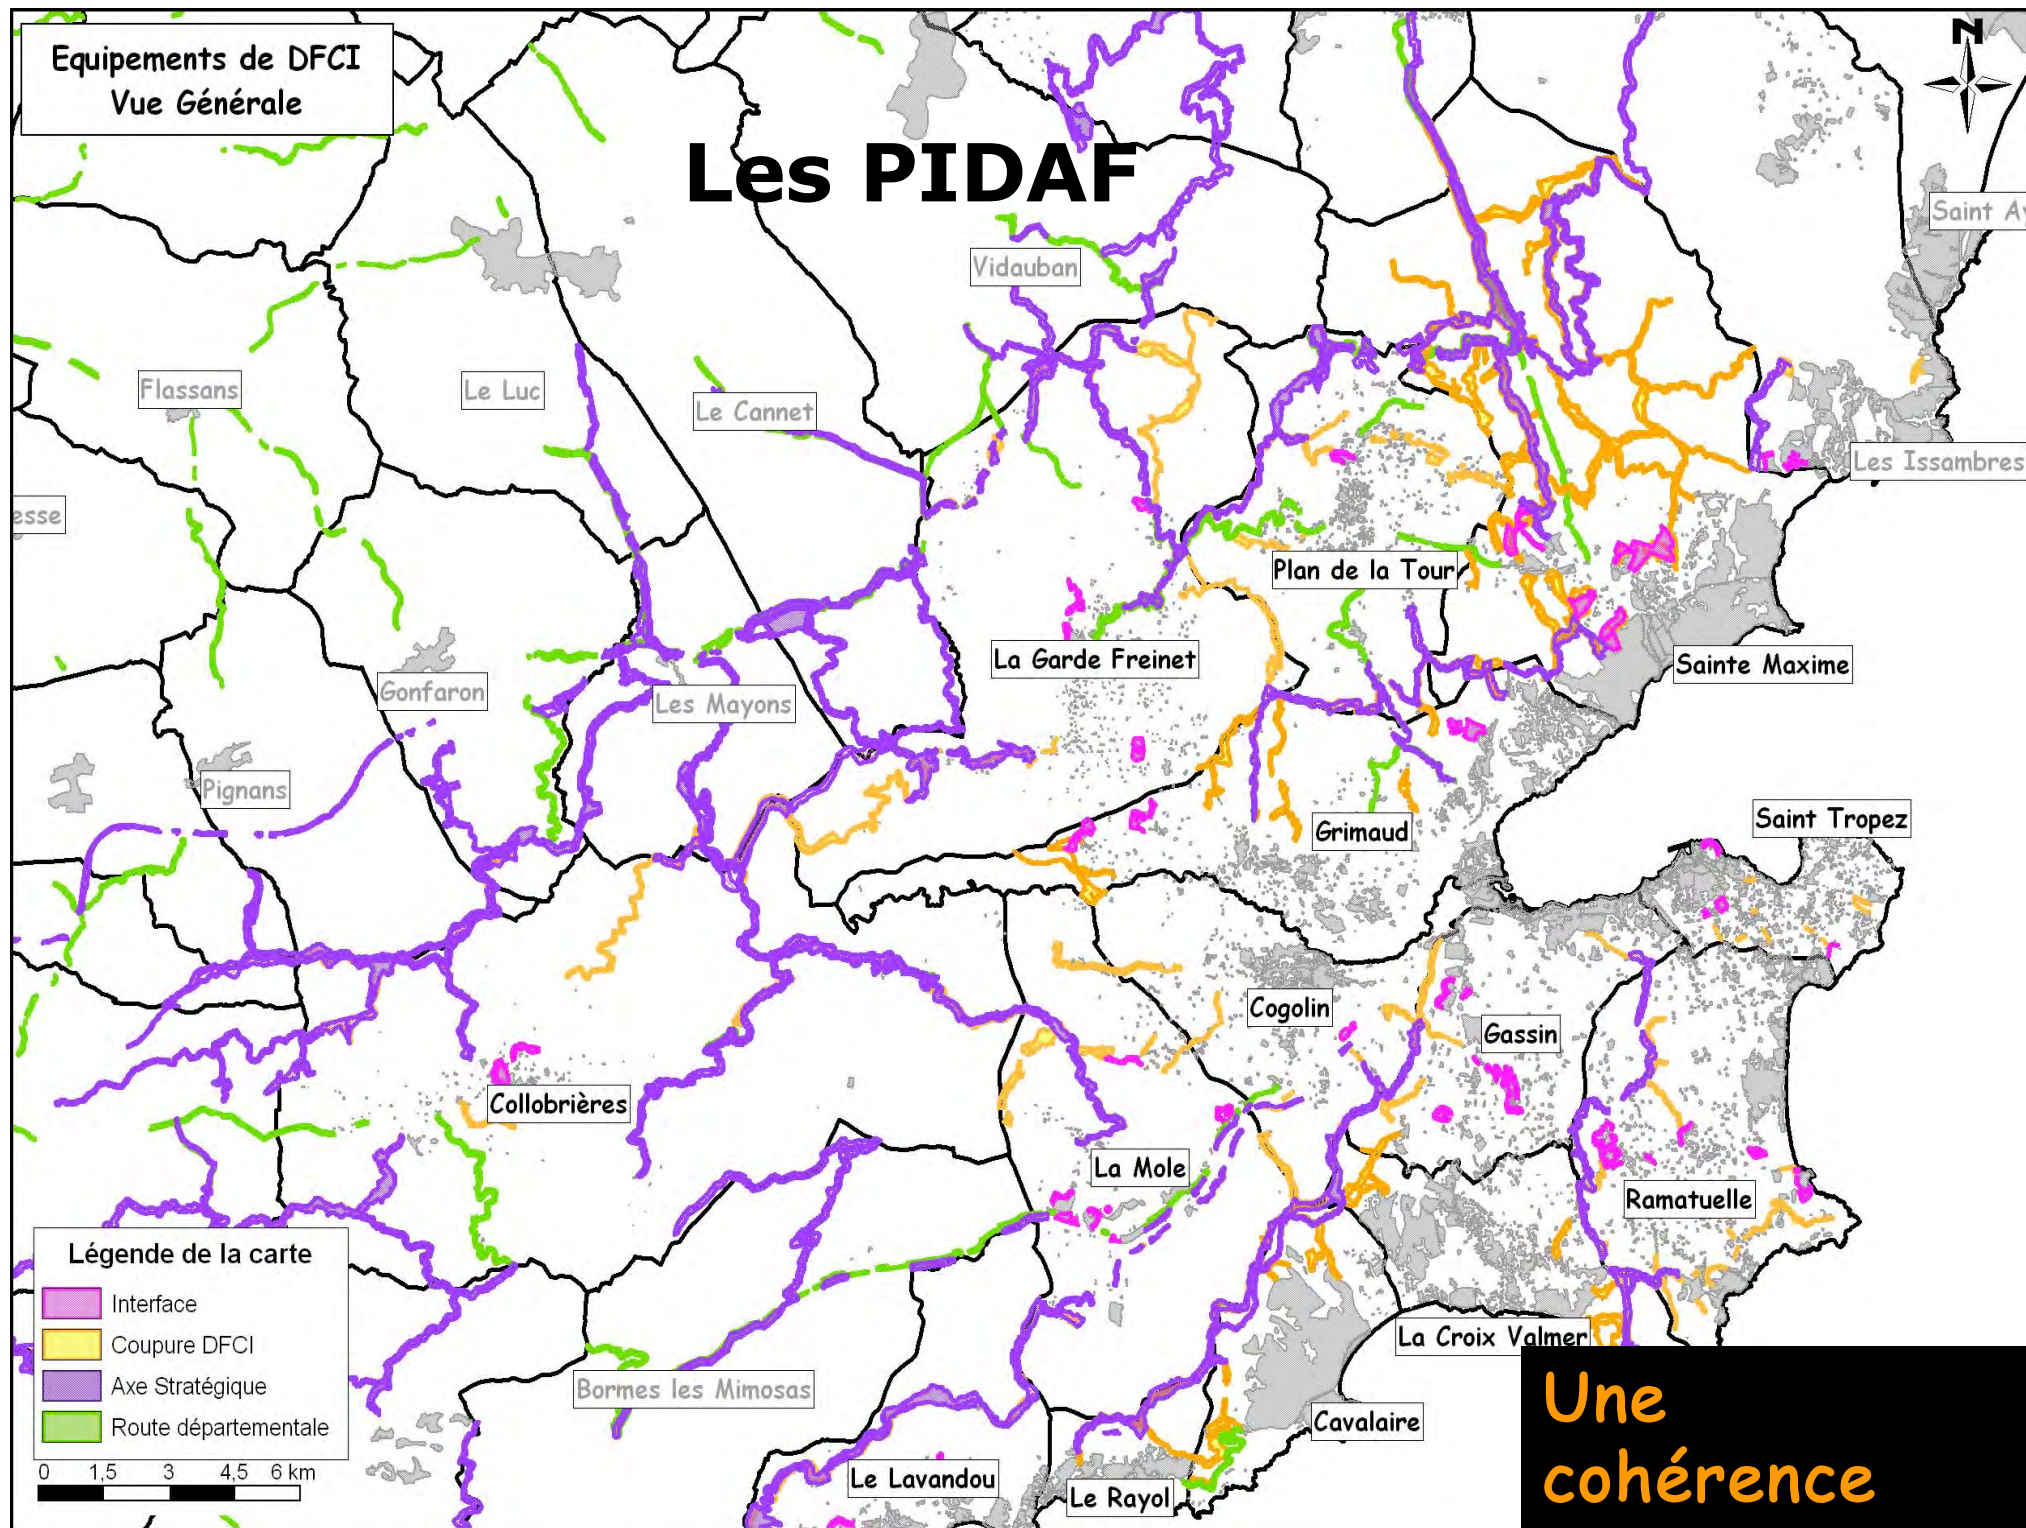 Equipements de DFCI
Vue Générale
Les PIDAF
N
Saint Ay
Vidauban
Flassans
Le Luc
Le Cannet
Les Issambres
esse
Plan de la Tour
La Garde Freinet
Sainte Maxime
Gonfaron
Les Mayons
Pignans
Saint Tropez
Grimaud
Cogolin
Gassin
Collobrières
La Mole
Ramatuelle
Légende de la carte
Interface
Coupure DFCI
Axe Stratégique
Route départementale
0 1,5 3 4,5 6 km
La Croix Valmer
Bormes les Mimosas
Cavalaire
Le Lavandou
Le Rayol
Une
cohérence